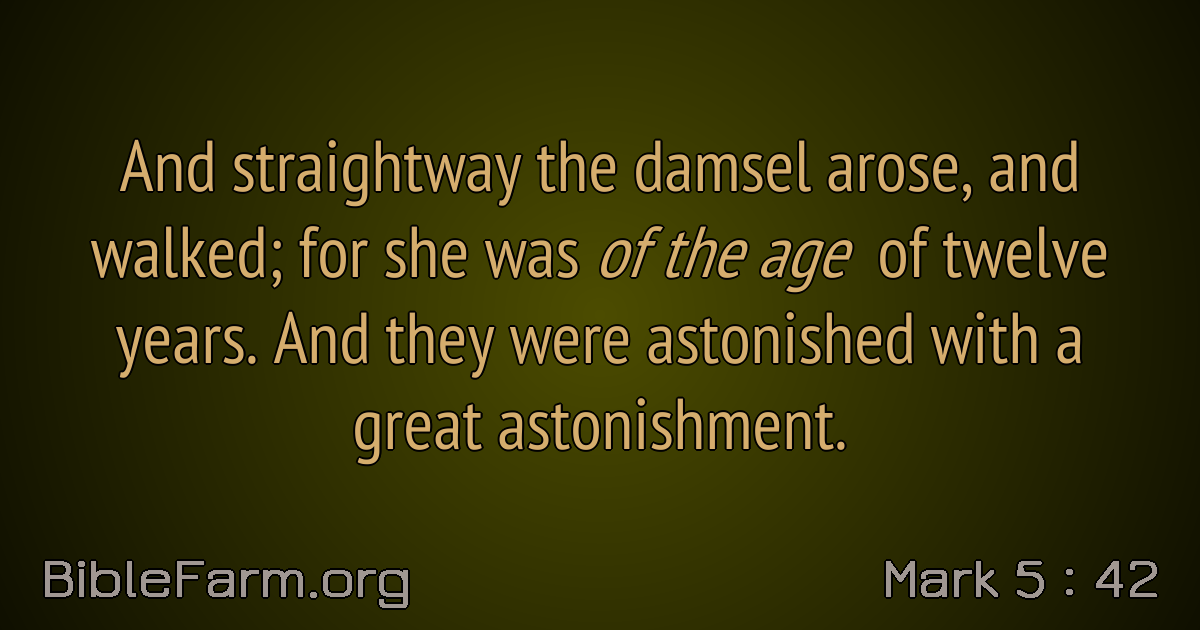 And straightway the damsel arose, and
walked; for she was of the age of twelve
years. And they were astonished with a
great astonishment.
BibleFarm.org
Mark 5 : 42